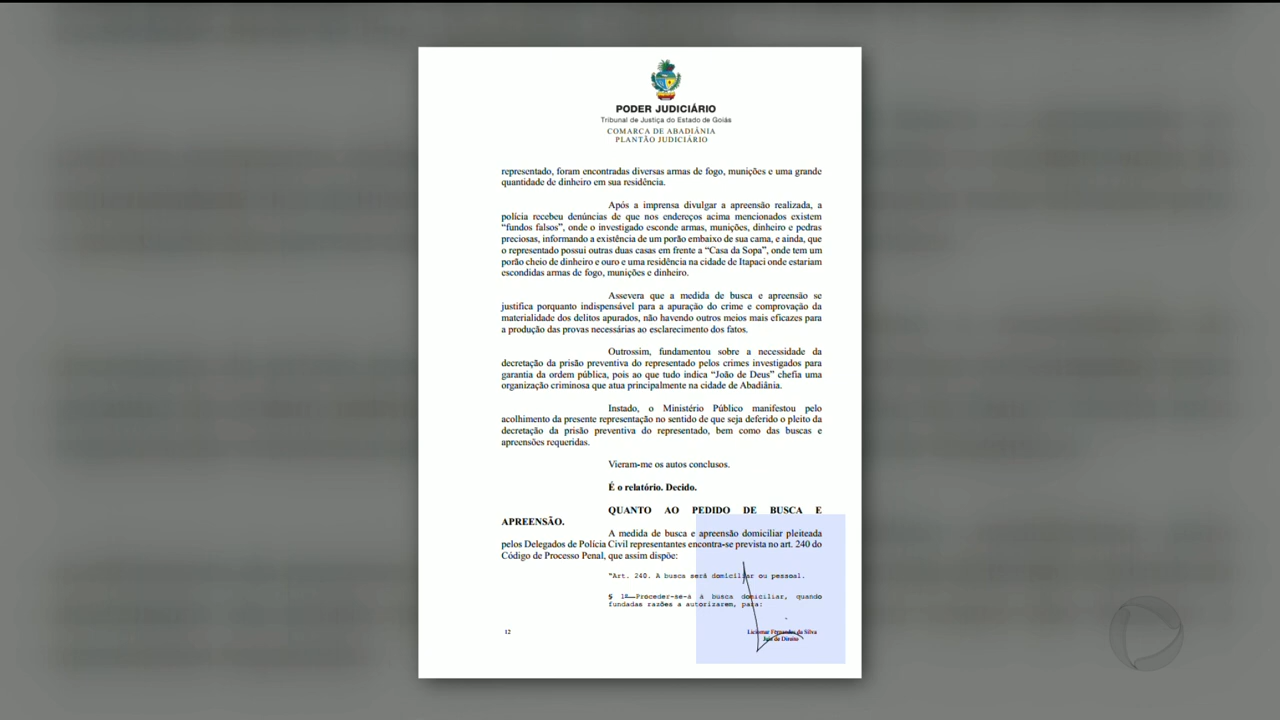 PODER JUDICIÁRIO
Tribunal de Justiça do Estado de Goiás
COMARCA DE ABADIÂNIA
PLANTÃO JUDICIÁRIO
representado, foram encontradas diversas armas de fogo, munições e uma grande
quantidade de dinheiro em sua residência.
Após a imprensa divulgar a apreensão realizada, a
polícia recebeu denúncias de que nos endereços acima mencionados existem
“fundos falsos”, onde o investigado esconde armas, munições, dinheiro e pedras
preciosas, informando a existência de um porão embaixo de sua cama, e ainda, que
o representado possui outras duas casas em frente a “Casa da Sopa”, onde tem um
porão cheio de dinheiro e ouro e uma residência na cidade de Itapaci onde estariam
escondidas armas de fogo, munições e dinheiro.
Assevera que a medida de busca e apreensão se
justifica porquanto indispensável para a apuração do crime e comprovação da
materialidade dos delitos apurados, não havendo outros meios mais eficazes para
a produção das provas necessárias ao esclarecimento dos fatos.
Outrossim, fundamentou sobre a necessidade da
decretação da prisão preventiva do representado pelos crimes investigados para
garantia da ordem pública, pois ao que tudo indica “João de Deus” chefia uma
organização criminosa que atua principalmente na cidade de Abadiânia.
Instado, o Ministério Público manifestou pelo
acolhimento da presente representação no sentido de que seja deferido o pleito da
decretação da prisão preventiva do representado, bem como das buscas e
apreensões requeridas.
Vieram-me os autos conclusos.
É o relatório. Decido.
QUANTO AO PEDIDO DE BUSCA E
APREENSÃO.
A medida de busca e apreensão domiciliar pleiteada
pelos Delegados de Polícia Civil representantes encontra-se prevista no art. 240 do
Código de Processo Penal, que assim dispõe:
"Art. 240. A busca será domiciliar ou pessoal.
§ 1º Proceder-se-á à busca domiciliar, quando
fundadas razões a autorizarem, para:
12
Liciomar Fernandes da Silva
Juiz de Direito